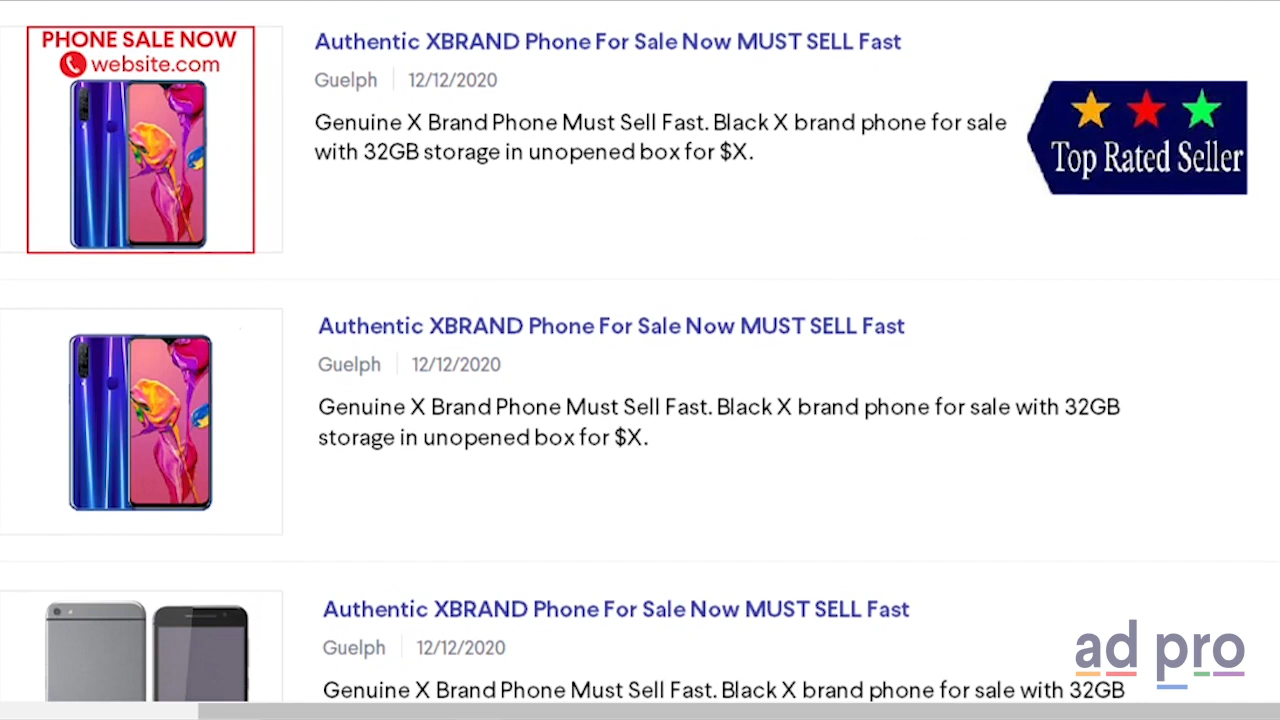 PHONE SALE NOW
website.com
Authentic XBRAND Phone For Sale Now MUST SELL Fast
Guelph 12/12/2020
Genuine X Brand Phone Must Sell Fast. Black X brand phone for sale
with 32GB storage in unopened box for $X.
Top Rated Seller
Authentic XBRAND Phone For Sale Now MUST SELL Fast
Guelph 12/12/2020
Genuine X Brand Phone Must Sell Fast. Black X brand phone for sale with 32GB
storage in unopened box for $X.
Authentic XBRAND Phone For Sale Now MUST SELL Fast
Guelph 12/12/2020
Genuine X Brand Phone Must Sell Fast. Black X brand phone for sale with 32GB
ad pro